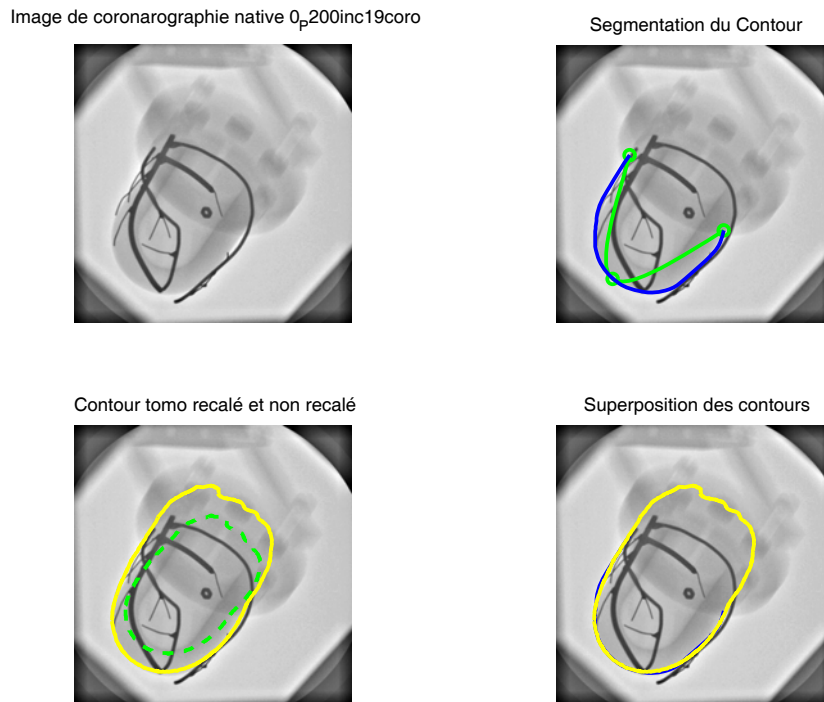 Image de coronarographie native 0P200inc19coro
Segmentation du Contour
Contour tomo recalé et non recalé
Superposition des contours